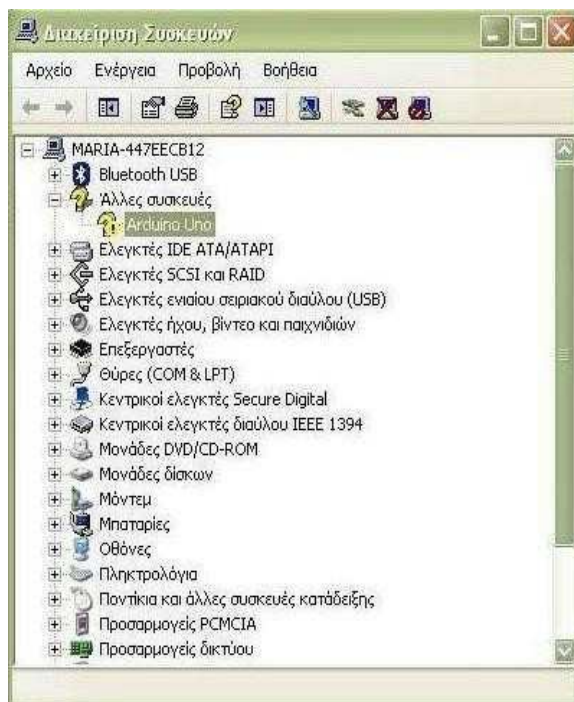 Διαχείριση Συσκευών
Αρχείο Ενέργεια Προβολή Βοήθεια
MARIA-447EECB12
Bluetooth USB
Άλλες συσκευές
Arduino Uno
Ελεγκτές IDE ATA/ATAPI
Ελεγκτές SCSI και RAID
Ελεγκτές ενιαίου σειριακού διαύλου (USB)
Ελεγκτές ήχου, βίντεο και παιχνιδιών
Επεξεργαστές
Θύρες (COM & LPT)
Κεντρικοί ελεγκτές Secure Digital
Κεντρικοί ελεγκτές διαύλου IEEE 1394
Μονάδες DVD/CD-ROM
Μονάδες δίσκων
Μόντεμ
Μπαταρίες
Οθόνες
Πληκτρολόγια
Ποντίκια και άλλες συσκευές κατάδειξης
Προσαρμογείς PCMCIA
Προσαρμογείς δικτύου